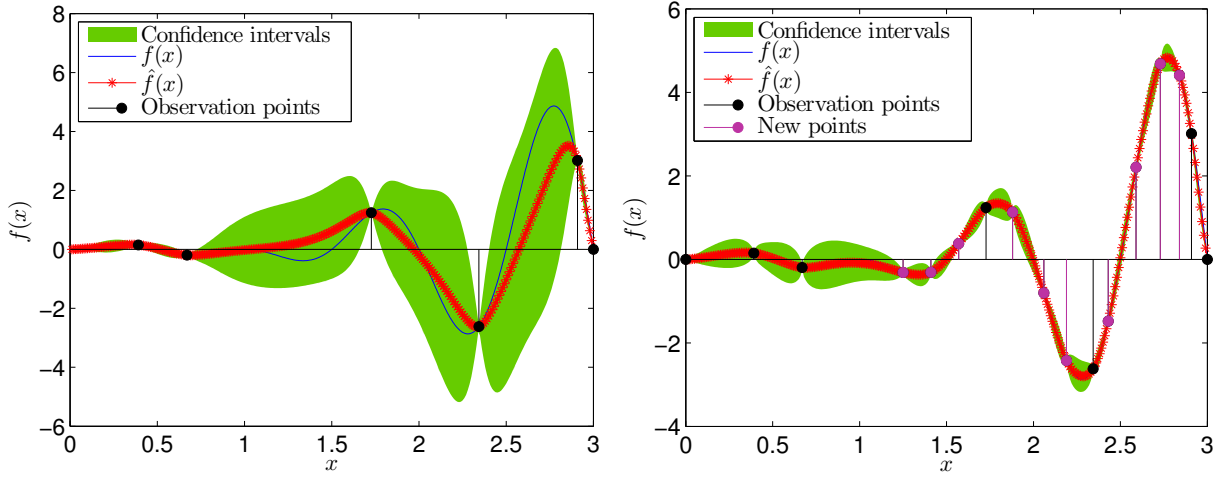 8
6
4
2
0
−2
−4
−6
f(x)
0 0.5 1 1.5 2 2.5 3
x
Confidence intervals
f(x)
f̂(x)
Observation points
6
4
2
0
−2
−4
f(x)
0 0.5 1 1.5 2 2.5 3
x
Confidence intervals
f(x)
f̂(x)
Observation points
New points